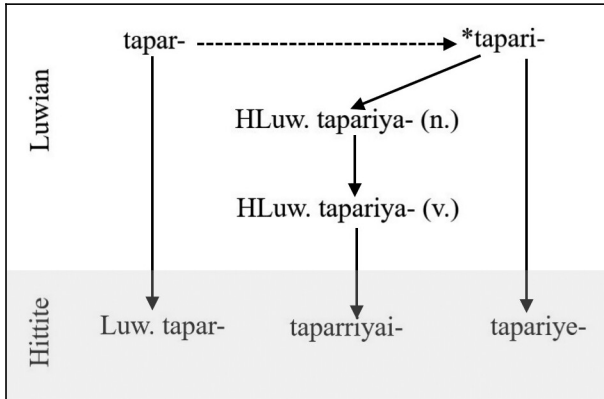 Luwian
tapar- *tapari-
HLuw. tapariya- (n.)
HLuw. tapariya- (v.)
Hittite
Luw. tapar- taparriyai- tapariye-